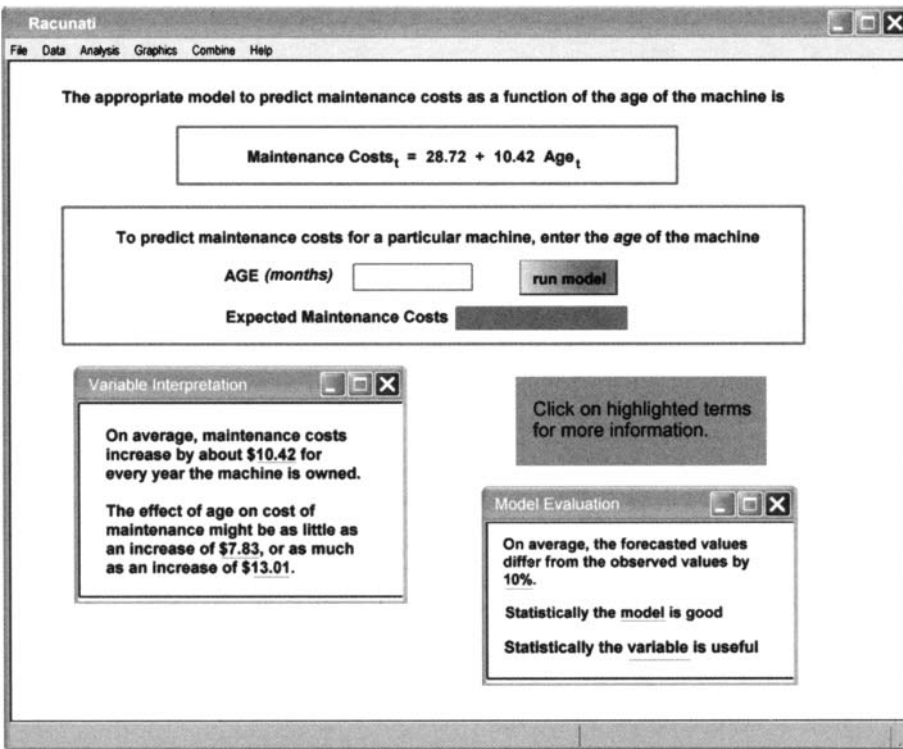 Racunati
File Data Analysis Graphics Combine Help
The appropriate model to predict maintenance costs as a function of the age of the machine is
Maintenance Costs_t = 28.72 + 10.42 Age_t
To predict maintenance costs for a particular machine, enter the age of the machine
AGE (months)
run model
Expected Maintenance Costs
Variable Interpretation
On average, maintenance costs
increase by about $10.42 for
every year the machine is owned.
The effect of age on cost of
maintenance might be as little as
an increase of $7.83, or as much
as an increase of $13.01.
Click on highlighted terms
for more information.
Model Evaluation
On average, the forecasted values
differ from the observed values by
10%.
Statistically the model is good
Statistically the variable is useful